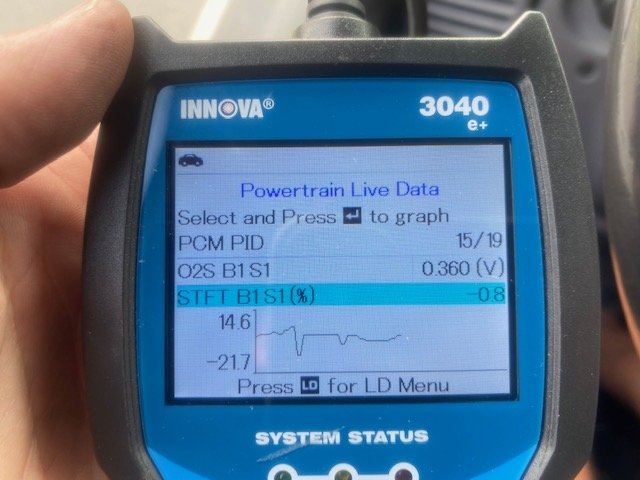 INNOVA®
3040
e+
Powertrain Live Data
Select and Press ↵ to graph
PCM PID 15/19
O2S B1S1 0.360 (V)
STFT B1S1(%) -0.8
14.6
-21.7
Press LD for LD Menu
SYSTEM STATUS